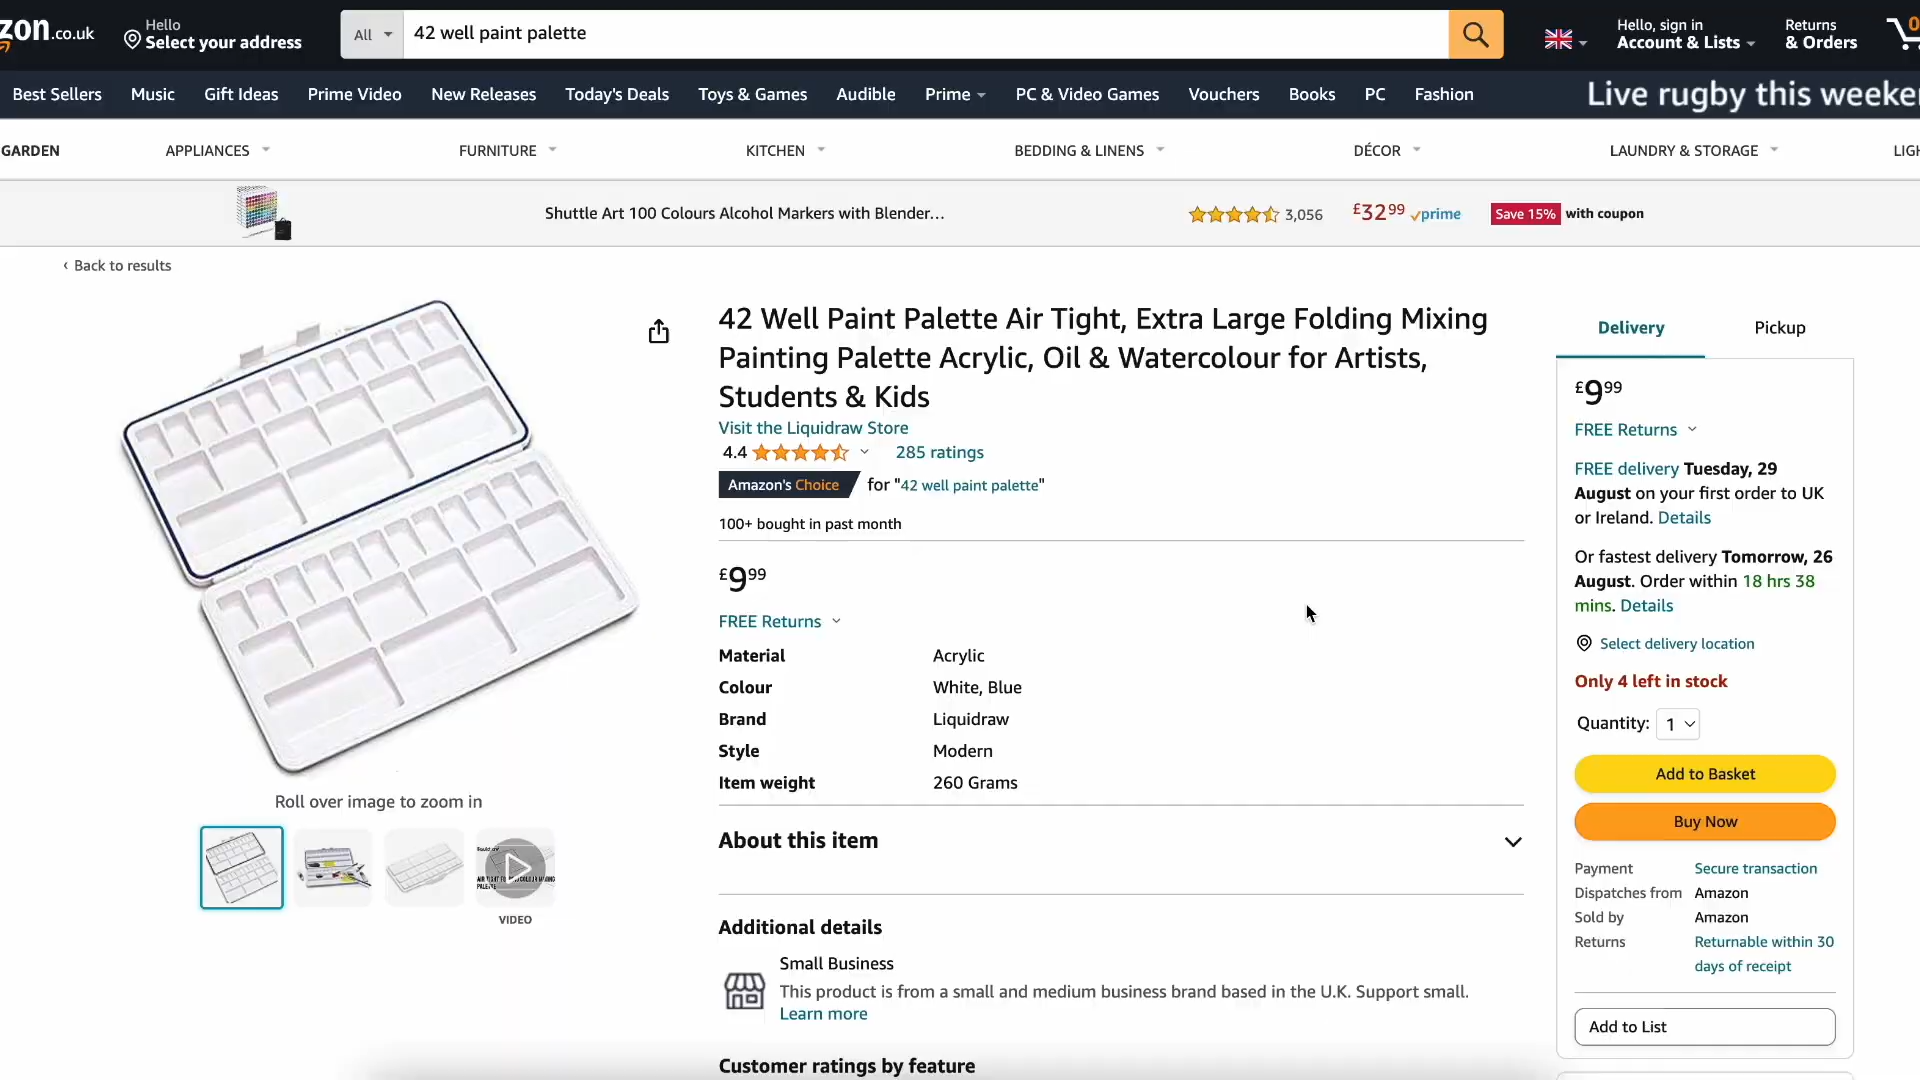 zon.co.uk
Hello
Select your address
All
42 well paint palette
Hello, sign in
Account & Lists
Returns
& Orders
0
Best Sellers
Music
Gift Ideas
Prime Video
New Releases
Today's Deals
Toys & Games
Audible
Prime
PC & Video Games
Vouchers
Books
PC
Fashion
Live rugby this weeke
GARDEN
APPLIANCES
FURNITURE
KITCHEN
BEDDING & LINENS
DÉCOR
LAUNDRY & STORAGE
LIGH
Shuttle Art 100 Colours Alcohol Markers with Blender…
3,056
£32⁹⁹ prime
Save 15% with coupon
‹ Back to results
42 Well Paint Palette Air Tight, Extra Large Folding Mixing
Painting Palette Acrylic, Oil & Watercolour for Artists,
Students & Kids
Visit the Liquidraw Store
4.4
285 ratings
Amazon's Choice for "42 well paint palette"
100+ bought in past month
£9⁹⁹
FREE Returns
Material Acrylic
Colour White, Blue
Brand Liquidraw
Style Modern
Item weight 260 Grams
About this item
Additional details
Small Business
This product is from a small and medium business brand based in the U.K. Support small.
Learn more
Customer ratings by feature
Roll over image to zoom in
AIR TIGHT
PALETTE
VIDEO
Delivery
Pickup
£9⁹⁹
FREE Returns
FREE delivery Tuesday, 29
August on your first order to UK
or Ireland. Details
Or fastest delivery Tomorrow, 26
August. Order within 18 hrs 38
mins. Details
Select delivery location
Only 4 left in stock
Quantity: 1
Add to Basket
Buy Now
Payment Secure transaction
Dispatches from Amazon
Sold by Amazon
Returns Returnable within 30
days of receipt
Add to List